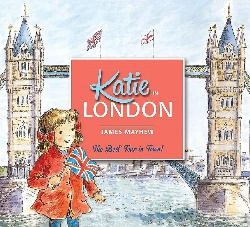 Katie IN
LONDON
JAMES MAYHEW
The Best Tour in Town!